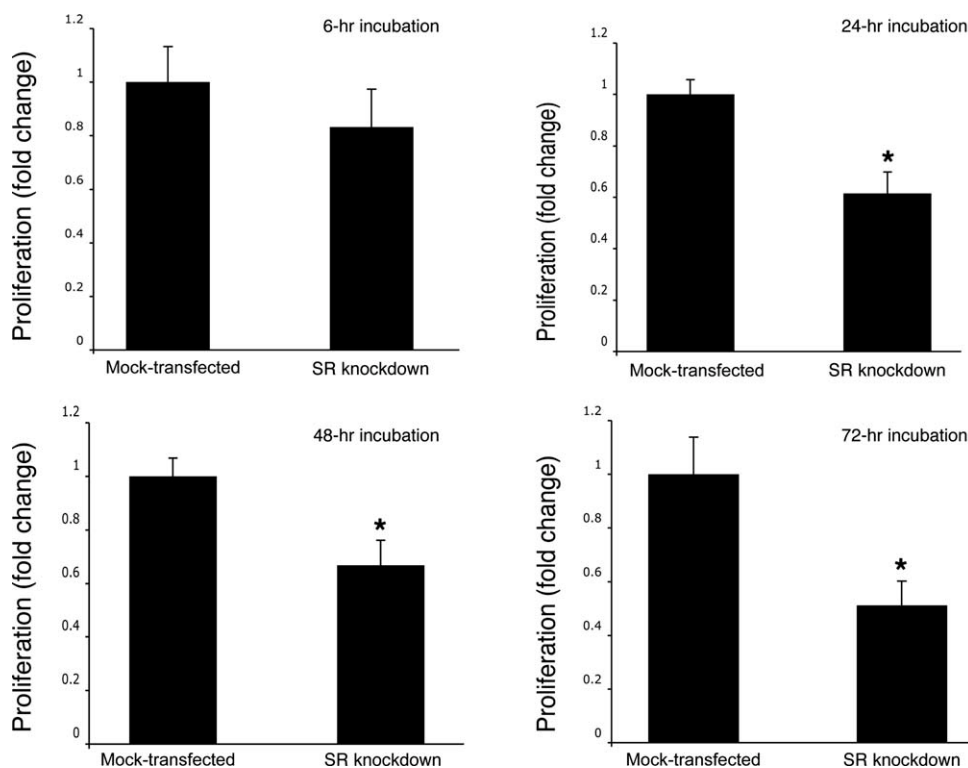 6-hr incubation
Proliferation (fold change)
1.2
1
0.8
0.6
0.4
0.2
0
Mock-transfected SR knockdown
24-hr incubation
Proliferation (fold change)
1.2
1
0.8
0.6
0.4
0.2
0
*
Mock-transfected SR knockdown
48-hr incubation
Proliferation (fold change)
1.2
1
0.8
0.6
0.4
0.2
0
*
Mock-transfected SR knockdown
72-hr incubation
Proliferation (fold change)
1.2
1
0.8
0.6
0.4
0.2
0
*
Mock-transfected SR knockdown